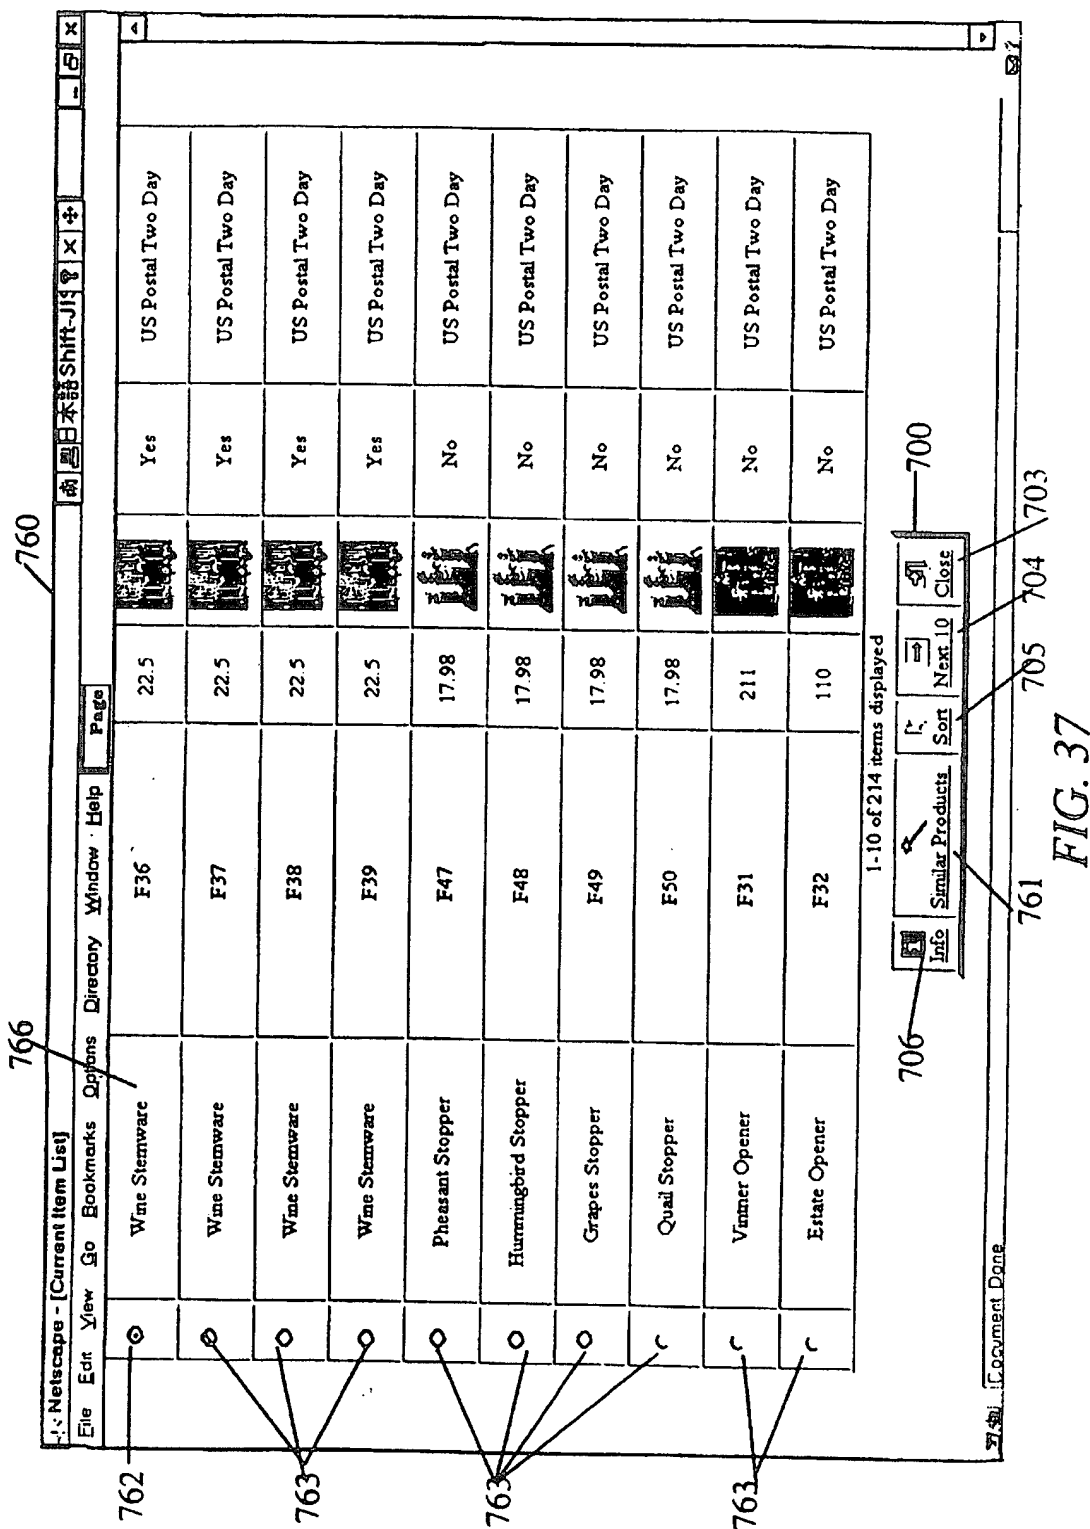 760
Netscape - [Current Item List]
日本語 Shift-JIS
File Edit View Go Bookmarks Options Directory Window Help
Page
766
Wine Stemware F36 22.5 Yes US Postal Two Day
Wine Stemware F37 22.5 Yes US Postal Two Day
Wine Stemware F38 22.5 Yes US Postal Two Day
Wine Stemware F39 22.5 Yes US Postal Two Day
Pheasant Stopper F47 17.98 No US Postal Two Day
Hummingbird Stopper F48 17.98 No US Postal Two Day
Grapes Stopper F49 17.98 No US Postal Two Day
Quail Stopper F50 17.98 No US Postal Two Day
Vintner Opener F31 211 No US Postal Two Day
Estate Opener F32 110 No US Postal Two Day
762
763
763
763
1-10 of 214 items displayed
Info Similar Products Sort Next 10 Close
700
706
761
705
704
703
Document Done
FIG. 37